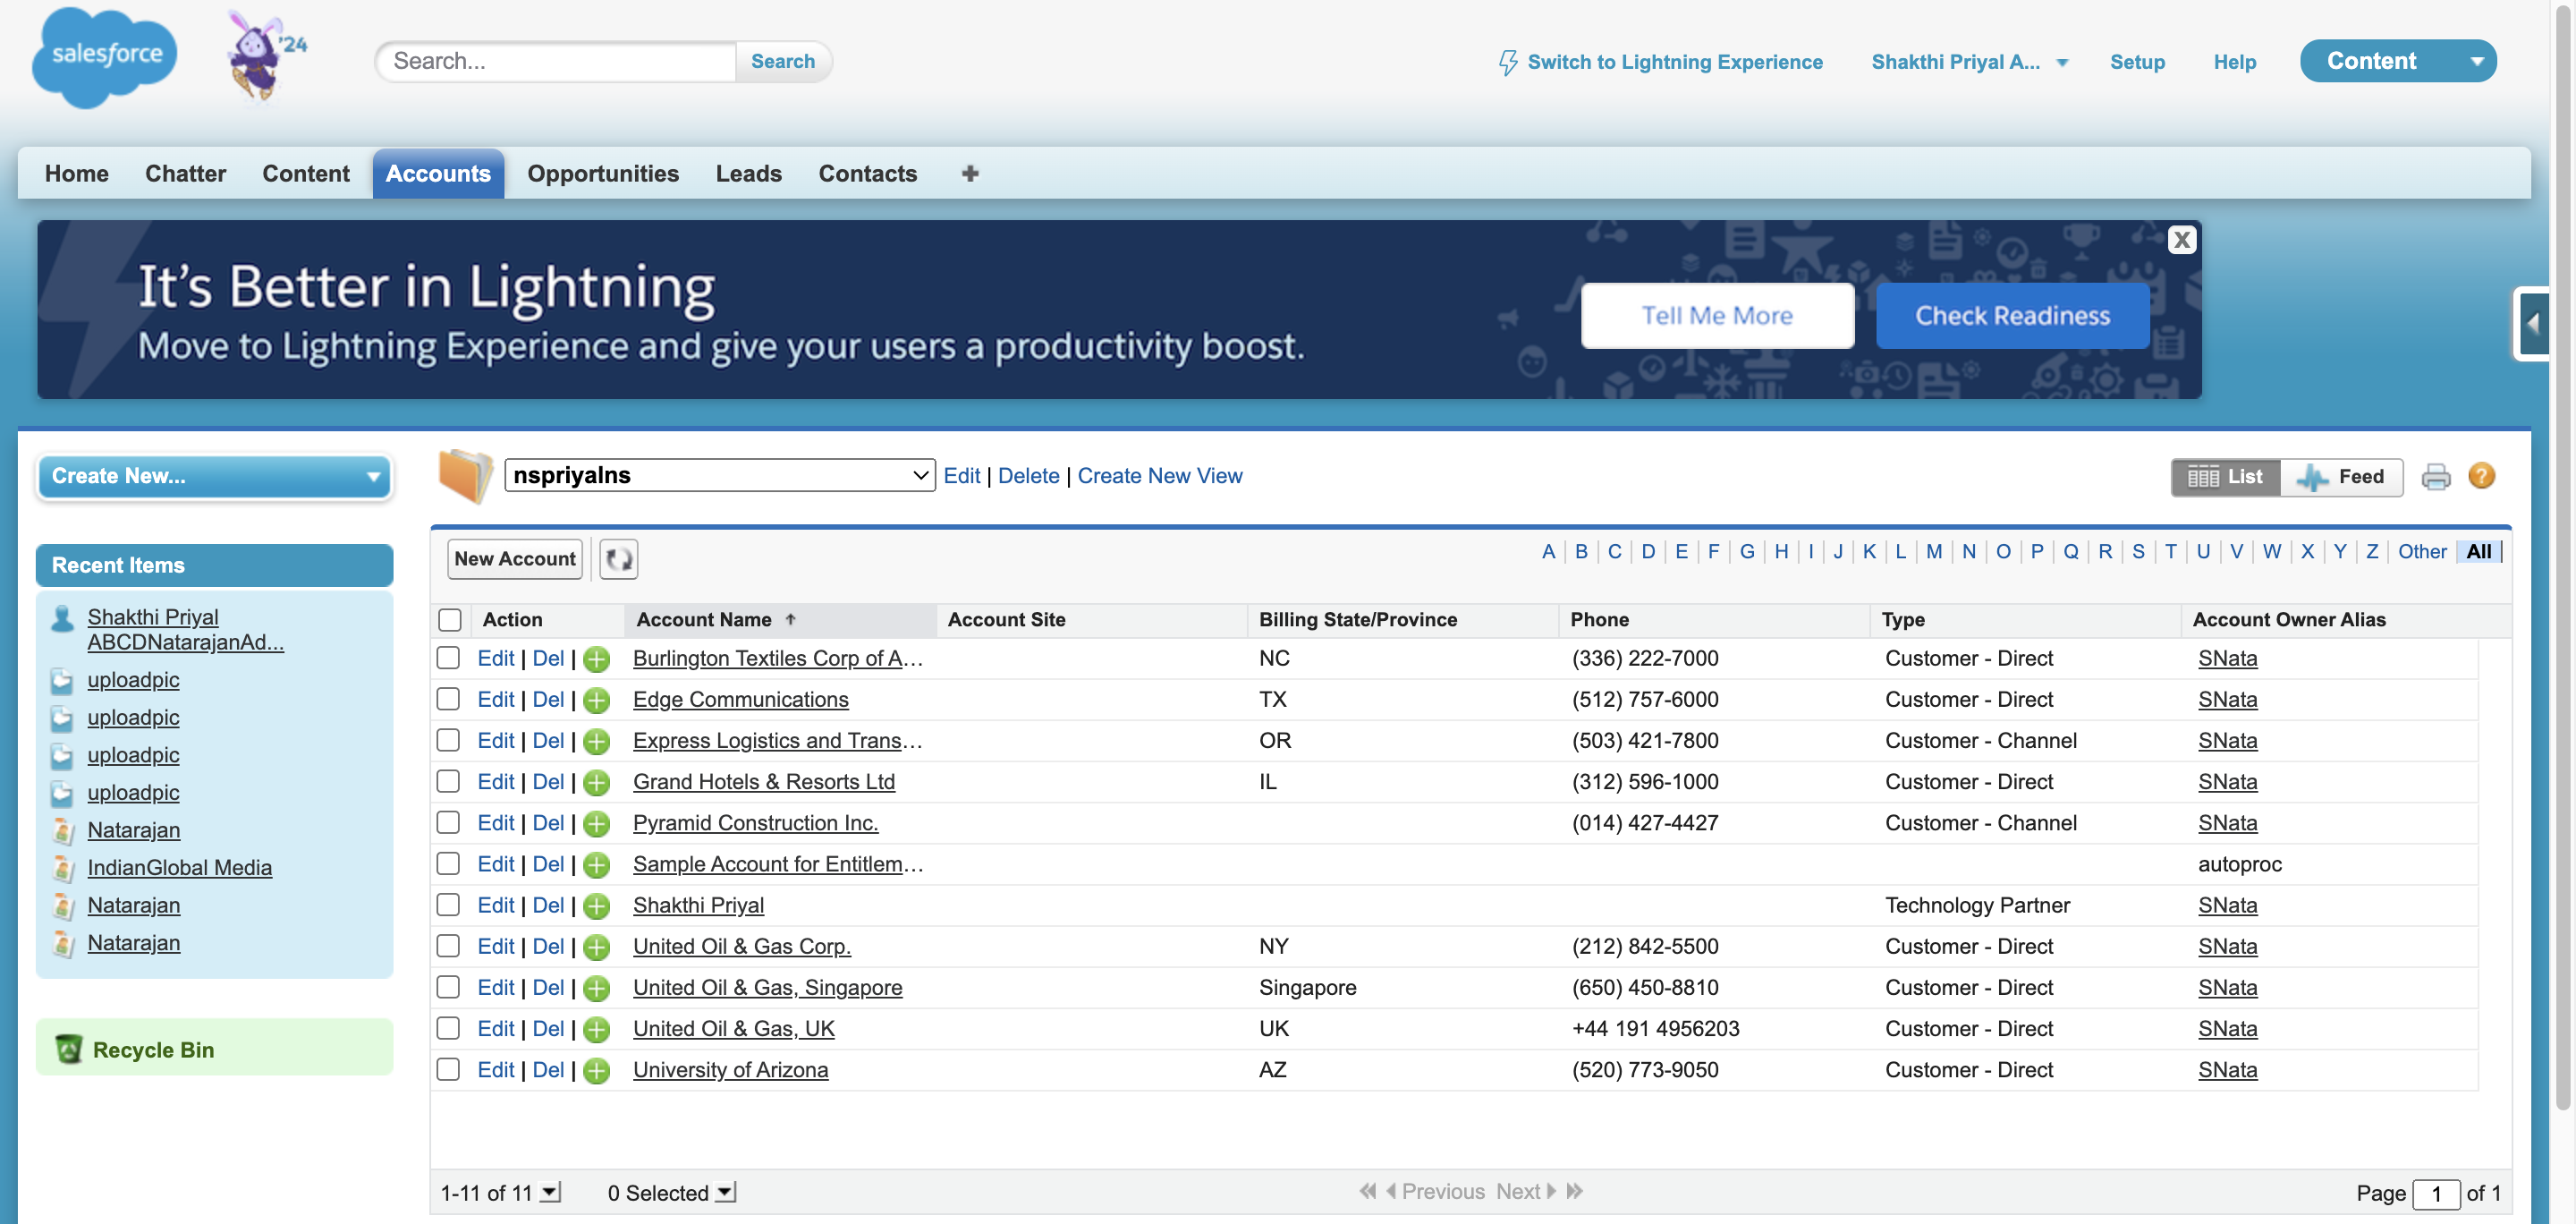 salesforce '24 Search... Search Switch to Lightning Experience Shakthi Priyal A... Setup Help Content
Home Chatter Content Accounts Opportunities Leads Contacts
It's Better in Lightning
Move to Lightning Experience and give your users a productivity boost.
Tell Me More Check Readiness X
Create New...
nspriyalns Edit | Delete | Create New View List Feed ?
Recent Items
Shakthi Priyal
ABCDNatarajanAd...
uploadpic
uploadpic
uploadpic
uploadpic
Natarajan
IndianGlobal Media
Natarajan
Natarajan
Recycle Bin
New Account A | B | C | D | E | F | G | H | I | J | K | L | M | N | O | P | Q | R | S | T | U | V | W | X | Y | Z | Other | All
Action Account Name ↑ Account Site Billing State/Province Phone Type Account Owner Alias
Edit | Del | Burlington Textiles Corp of A... NC (336) 222-7000 Customer - Direct SNata
Edit | Del | Edge Communications TX (512) 757-6000 Customer - Direct SNata
Edit | Del | Express Logistics and Trans... OR (503) 421-7800 Customer - Channel SNata
Edit | Del | Grand Hotels & Resorts Ltd IL (312) 596-1000 Customer - Direct SNata
Edit | Del | Pyramid Construction Inc. (014) 427-4427 Customer - Channel SNata
Edit | Del | Sample Account for Entitlem... autoproc
Edit | Del | Shakthi Priyal Technology Partner SNata
Edit | Del | United Oil & Gas Corp. NY (212) 842-5500 Customer - Direct SNata
Edit | Del | United Oil & Gas, Singapore Singapore (650) 450-8810 Customer - Direct SNata
Edit | Del | United Oil & Gas, UK UK +44 191 4956203 Customer - Direct SNata
Edit | Del | University of Arizona AZ (520) 773-9050 Customer - Direct SNata
1-11 of 11 0 Selected Previous Next Page 1 of 1